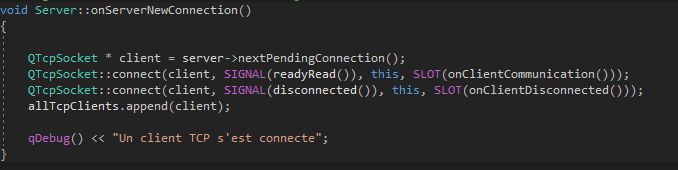 void Server::onServerNewConnection()
{
QTcpSocket * client = server->nextPendingConnection();
QTcpSocket::connect(client, SIGNAL(readyRead()), this, SLOT(onClientCommunication()));
QTcpSocket::connect(client, SIGNAL(disconnected()), this, SLOT(onClientDisconnected()));
allTcpClients.append(client);
qDebug() << "Un client TCP s'est connecte";
}